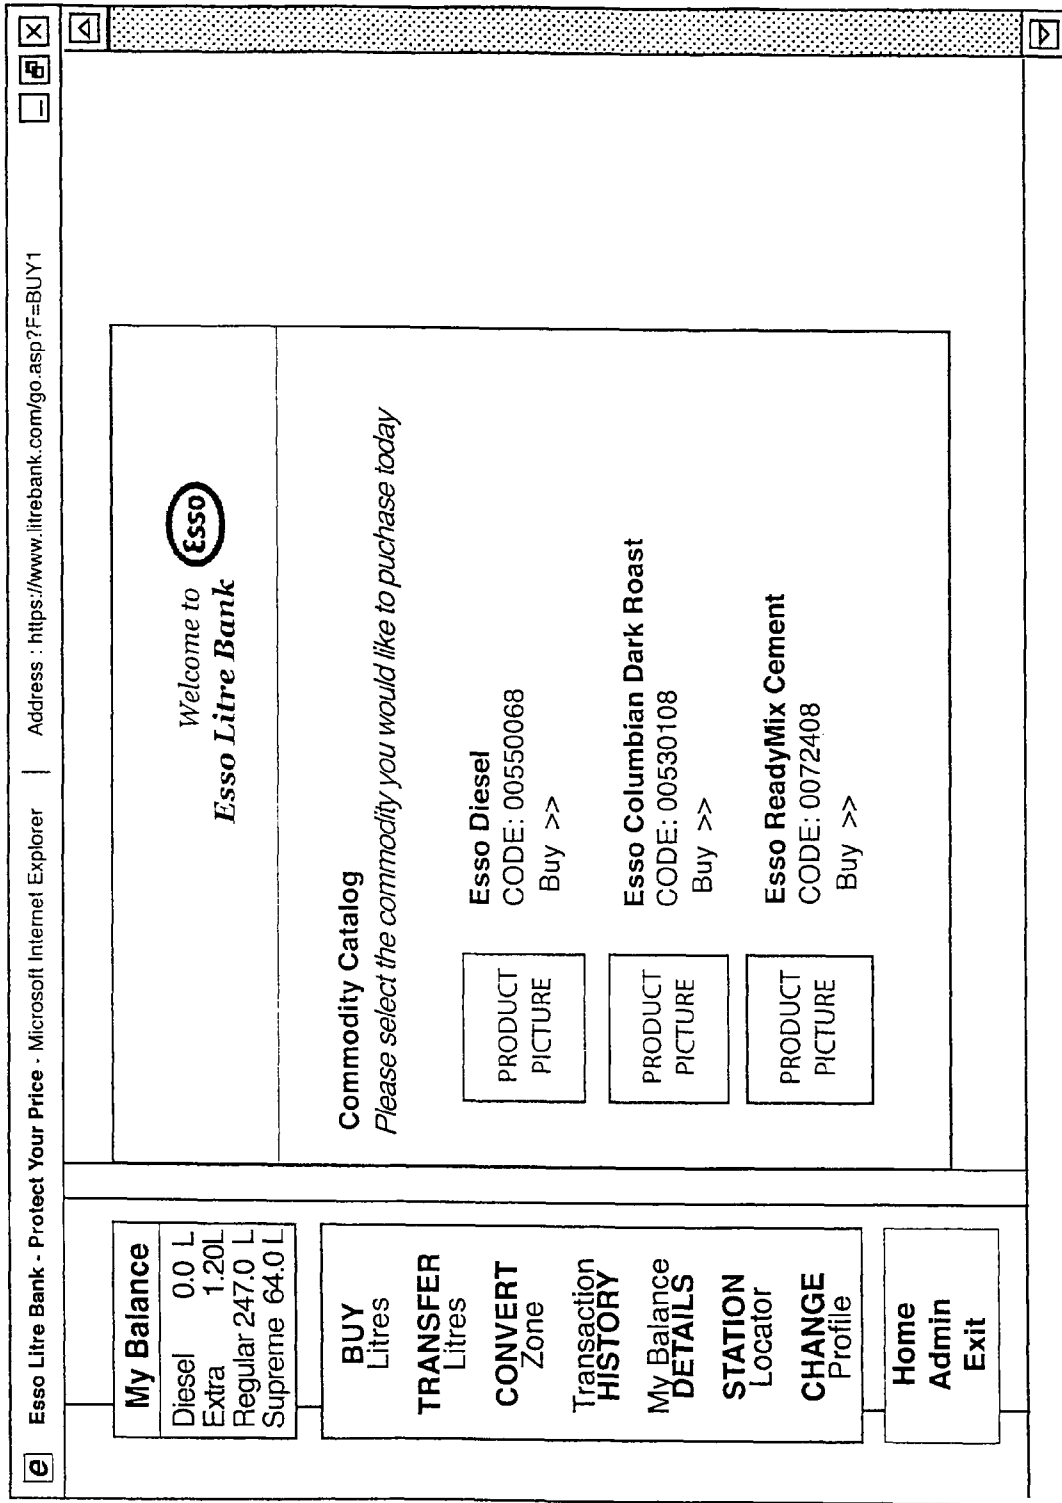 e Esso Litre Bank - Protect Your Price - Microsoft Internet Explorer | Address : https://www.litrebank.com/go.asp?F=BUY1
My Balance
Diesel 0.0 L
Extra 1.20L
Regular 247.0 L
Supreme 64.0 L
BUY
Litres
TRANSFER
Litres
CONVERT
Zone
Transaction
HISTORY
My Balance
DETAILS
STATION
Locator
CHANGE
Profile
Home
Admin
Exit
Welcome to
Esso Litre Bank
Esso
Commodity Catalog
Please select the commodity you would like to puchase today
PRODUCT
PICTURE
Esso Diesel
CODE: 00550068
Buy >>
PRODUCT
PICTURE
Esso Columbian Dark Roast
CODE: 00530108
Buy >>
PRODUCT
PICTURE
Esso ReadyMix Cement
CODE: 0072408
Buy >>